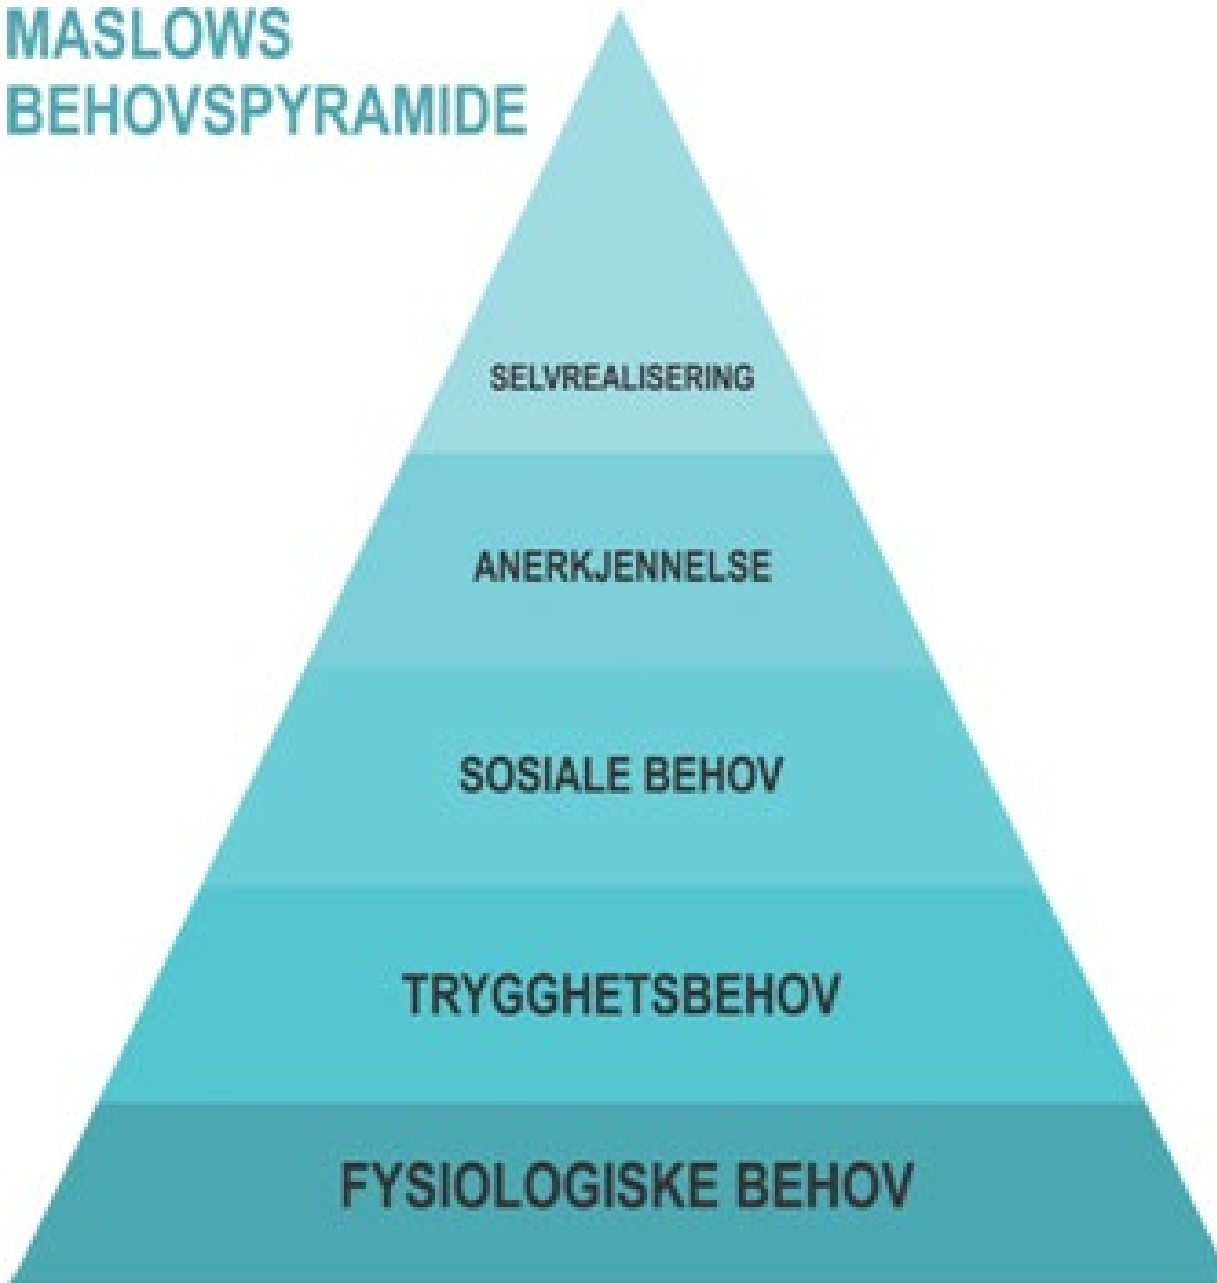 MASLOWS
BEHOVSPYRAMIDE
SELVREALISERING
ANERKJENNELSE
SOSIALE BEHOV
TRYGGHETSBEHOV
FYSIOLOGISKE BEHOV